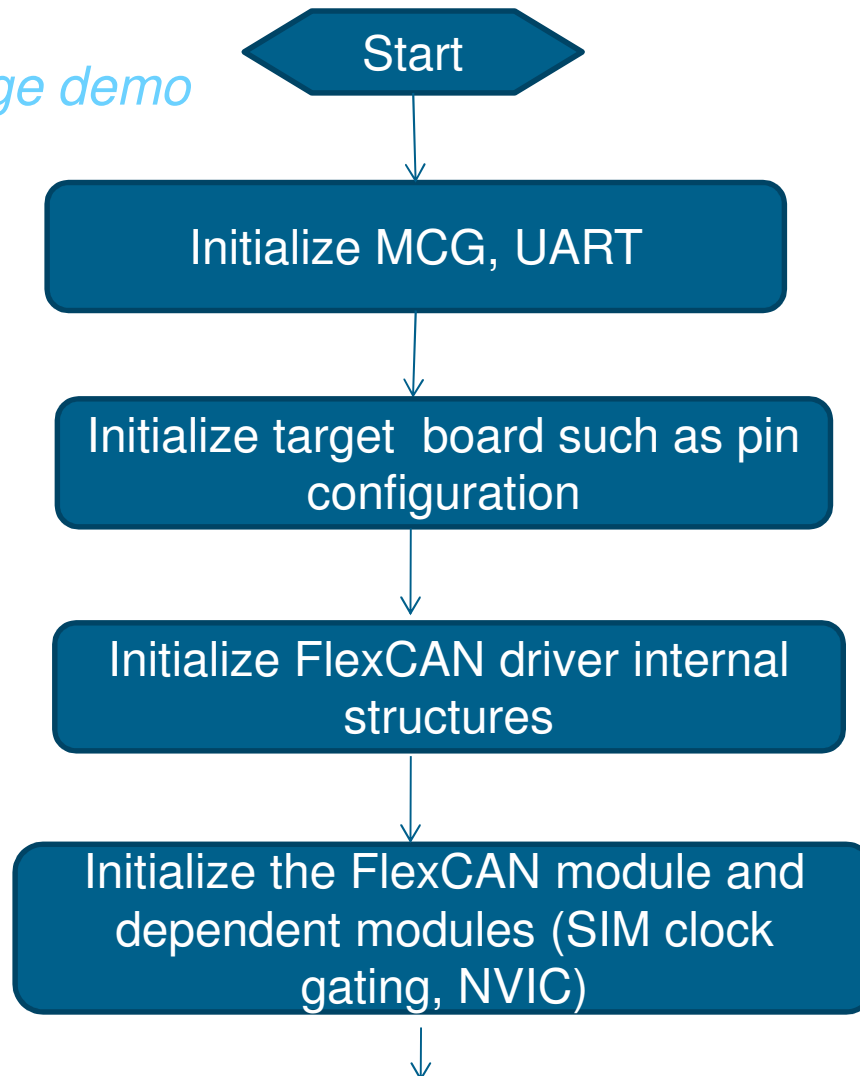 Start
ge demo
Initialize MCG, UART
Initialize target board such as pin
configuration
Initialize FlexCAN driver internal
structures
Initialize the FlexCAN module and
dependent modules (SIM clock
gating, NVIC)